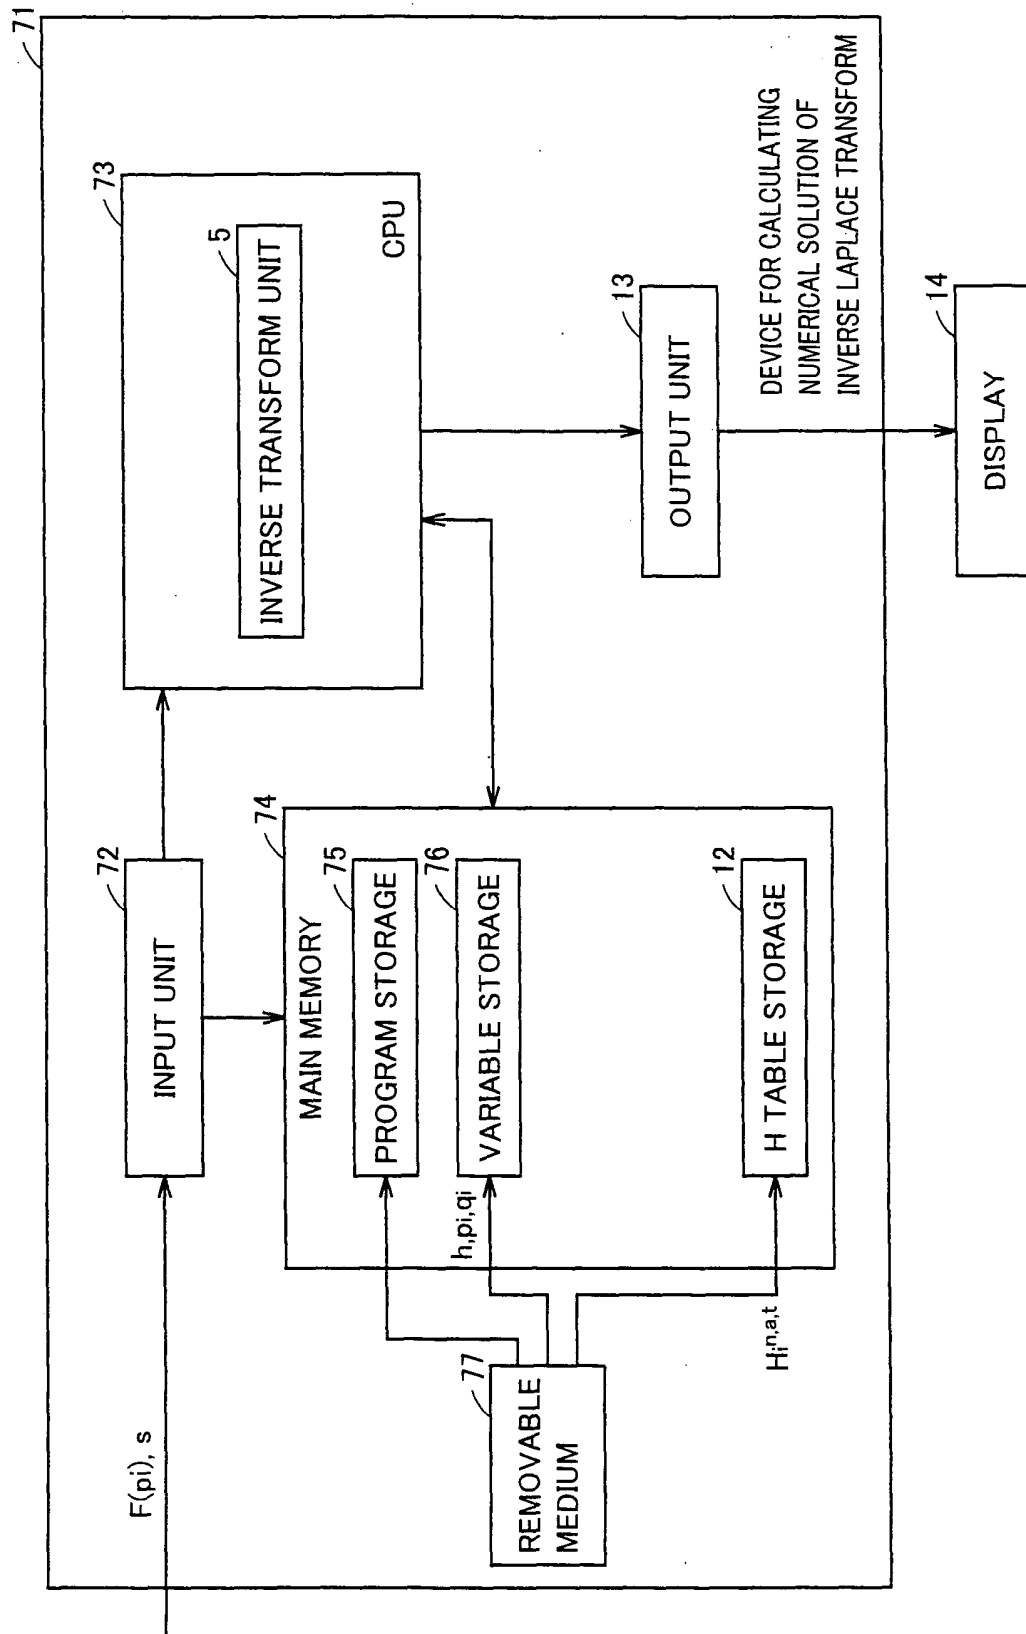 71
F(pi), s
72
INPUT UNIT
73
5
INVERSE TRANSFORM UNIT
CPU
74
MAIN MEMORY
75
PROGRAM STORAGE
h,pi,qi
76
VARIABLE STORAGE
12
H TABLE STORAGE
77
REMOVABLE
MEDIUM
Hi^n,a,t
13
OUTPUT UNIT
DEVICE FOR CALCULATING
NUMERICAL SOLUTION OF
INVERSE LAPLACE TRANSFORM
14
DISPLAY